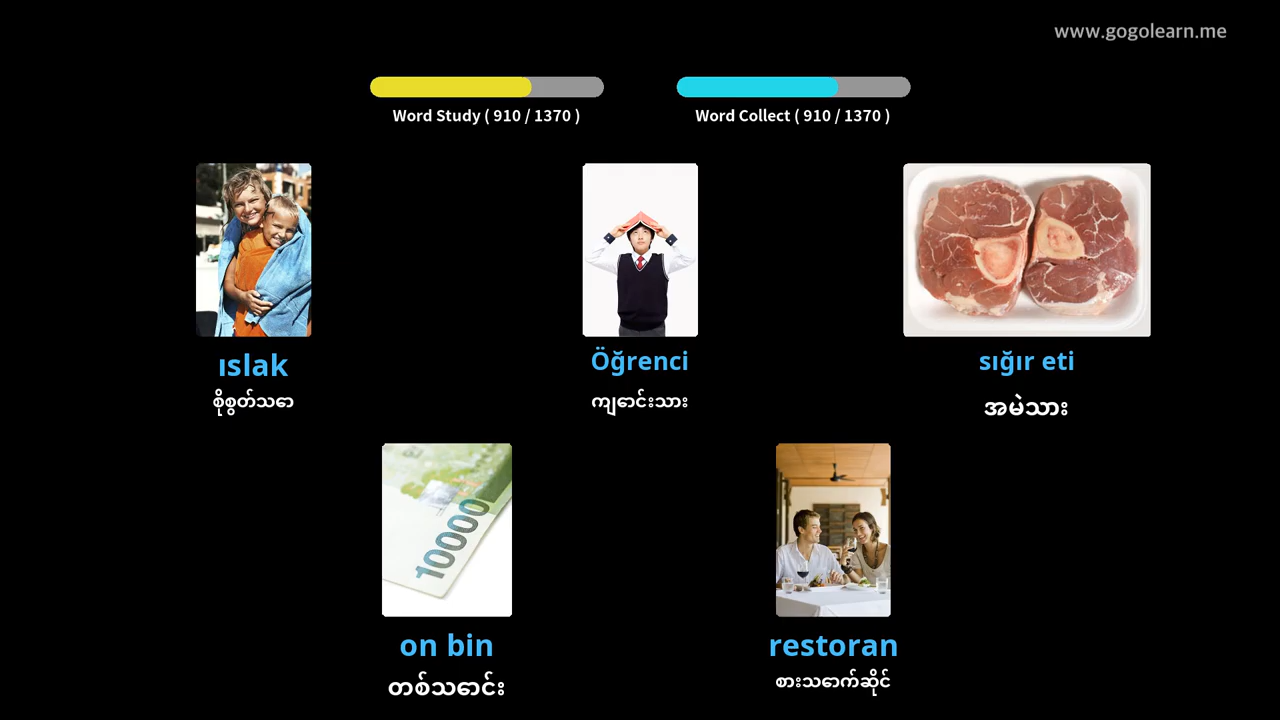 www.gogolearn.me
Word Study ( 910 / 1370 )
Word Collect ( 910 / 1370 )
ıslak
စိုစွတ်သော
Öğrenci
ကျောင်းသား
sığır eti
အမဲသား
10000
on bin
တစ်သောင်း
restoran
စားသောက်ဆိုင်